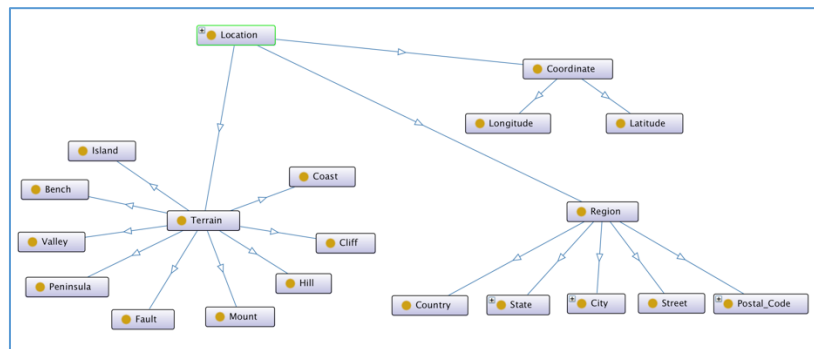 Location
Coordinate
Longitude
Latitude
Island
Coast
Bench
Terrain
Region
Valley
Cliff
Peninsula
Hill
Country
State
City
Street
Postal_Code
Fault
Mount